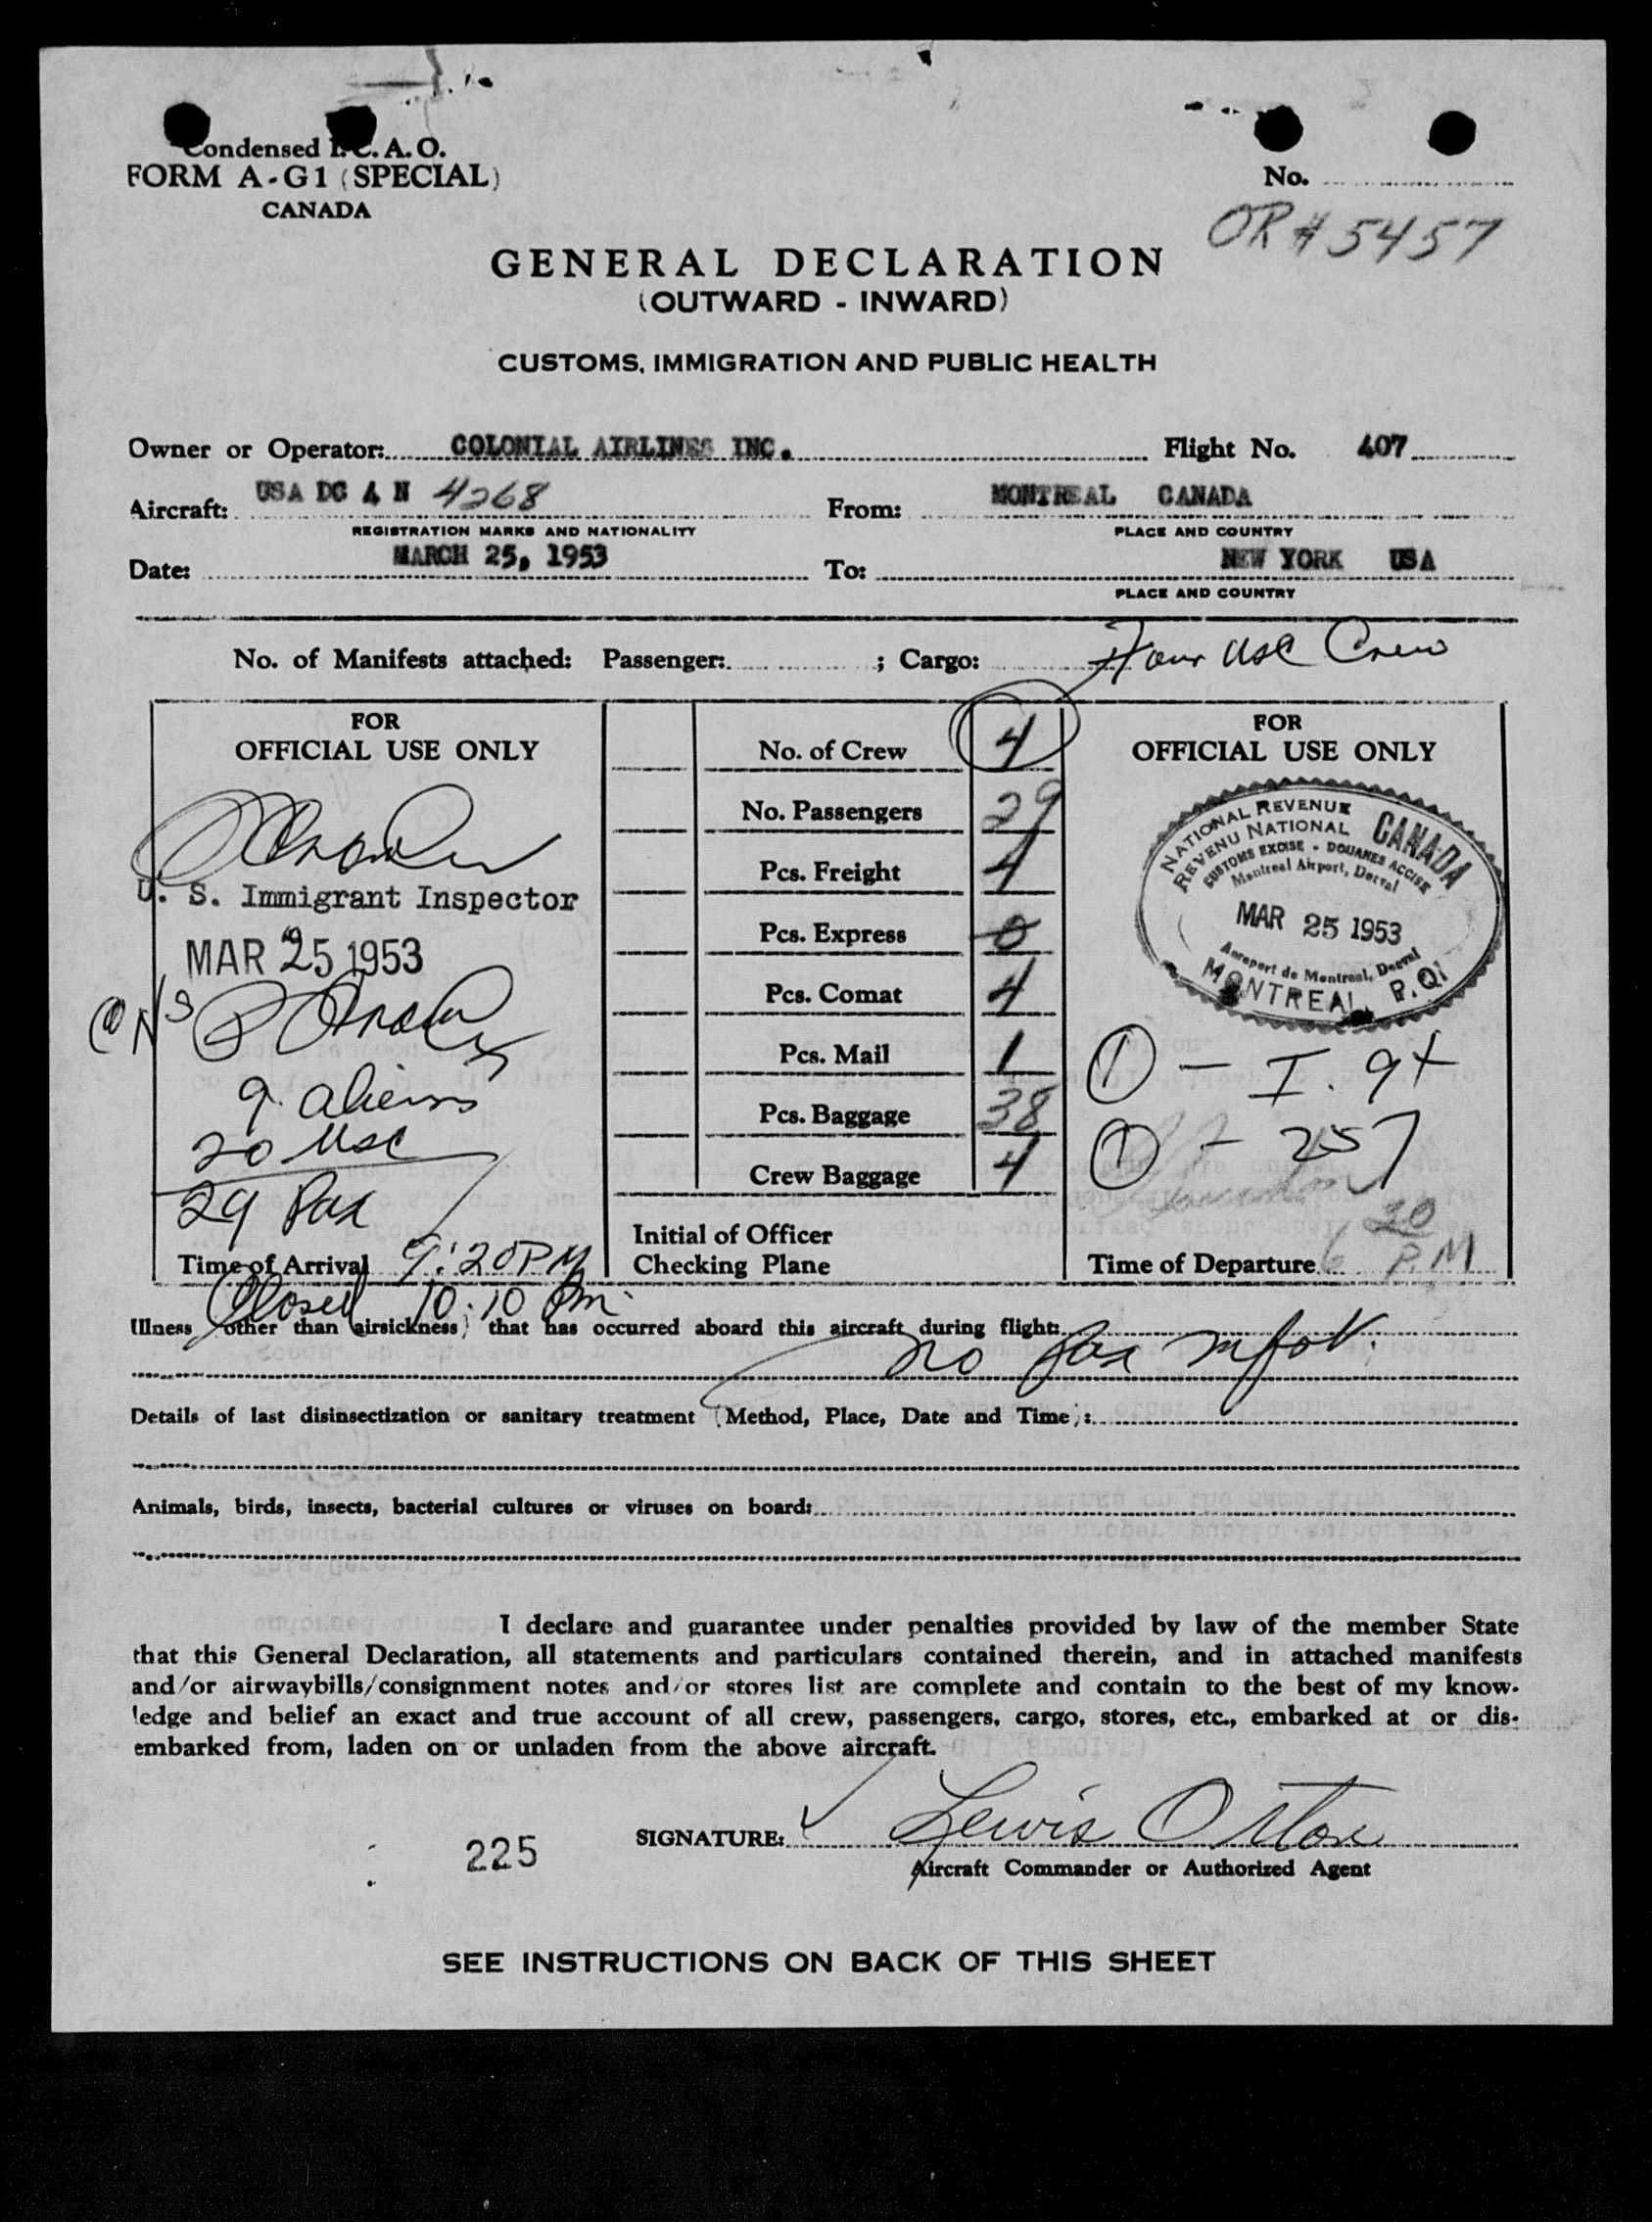 Condensed I.C.A.O.
FORM A-G1 (SPECIAL)
CANADA
No.
OR # 5457
GENERAL DECLARATION
(OUTWARD - INWARD)
CUSTOMS, IMMIGRATION AND PUBLIC HEALTH
Owner or Operator: COLONIAL AIRLINES INC. Flight No. 407
Aircraft: USA DC 4 N 4268 From: MONTREAL CANADA
REGISTRATION MARKS AND NATIONALITY PLACE AND COUNTRY
Date: MARCH 25, 1953 To: NEW YORK USA
PLACE AND COUNTRY
No. of Manifests attached: Passenger: ; Cargo: Four USC Crew
FOR
OFFICIAL USE ONLY
U. S. Immigrant Inspector
MAR 25 1953
9 aliens
20 USC
29 Pax
Time of Arrival 9:20 PM
Closed 10:10 Pm
No. of Crew 4
No. Passengers 29
Pcs. Freight 4
Pcs. Express 0
Pcs. Comat 4
Pcs. Mail 1
Pcs. Baggage 38
Crew Baggage 4
Initial of Officer
Checking Plane
FOR
OFFICIAL USE ONLY
NATIONAL REVENUE CANADA
REVENU NATIONAL
CUSTOMS EXCISE - DOUANES ACCISE
Montreal Airport, Dorval
MAR 25 1953
Aeroport de Montreal, Dorval
MONTREAL, P.Q.
① - I. 94
① - 257
Time of Departure 6 20 P.M
Illness (other than airsickness) that has occurred aboard this aircraft during flight:
no pax
Details of last disinsectization or sanitary treatment (Method, Place, Date and Time):
Animals, birds, insects, bacterial cultures or viruses on board:
I declare and guarantee under penalties provided by law of the member State
that this General Declaration, all statements and particulars contained therein, and in attached manifests
and/or airwaybills/consignment notes and/or stores list are complete and contain to the best of my know-
ledge and belief an exact and true account of all crew, passengers, cargo, stores, etc., embarked at or dis-
embarked from, laden on or unladen from the above aircraft.
225
SIGNATURE: Lewis
Aircraft Commander or Authorized Agent
SEE INSTRUCTIONS ON BACK OF THIS SHEET